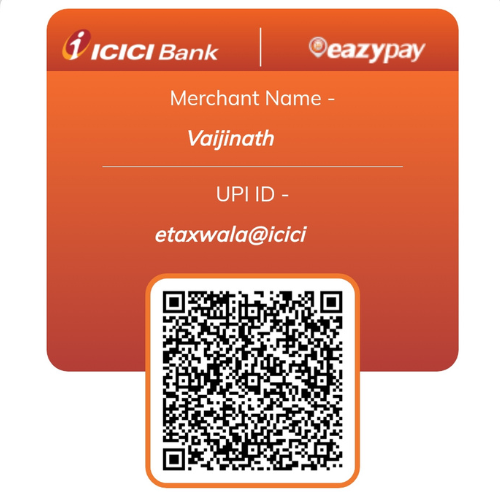 ICICI Bank
eazypay
Merchant Name -
Vaijinath
UPI ID -
etaxwala@icici